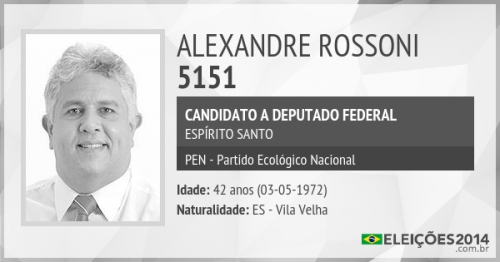 ALEXANDRE ROSSONI
5151
CANDIDATO A DEPUTADO FEDERAL
ESPÍRITO SANTO
PEN - Partido Ecológico Nacional
Idade: 42 anos (03-05-1972)
Naturalidade: ES - Vila Velha
ELEIÇÕES2014
.com.br